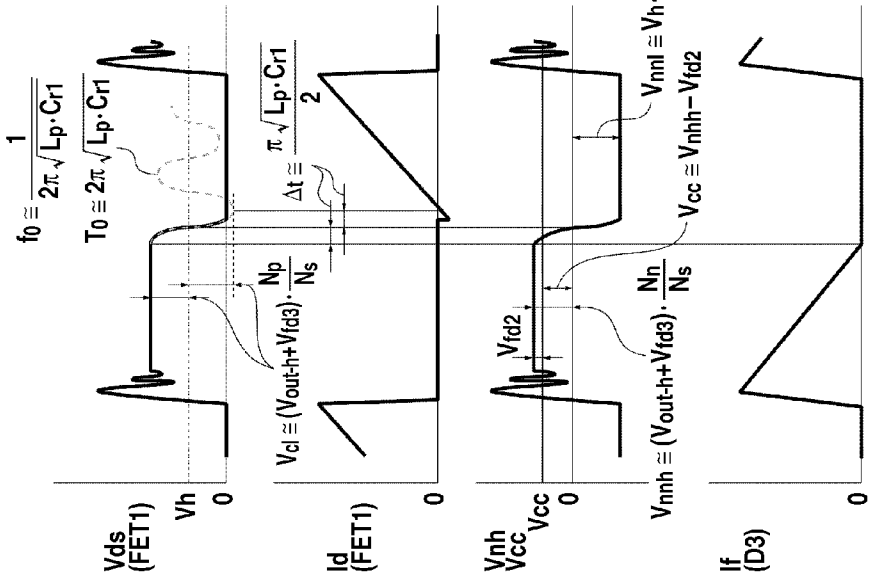 f0 ≅ 1 / 2π√Lp·Cr1
T0 ≅ 2π√Lp·Cr1
Vds
(FET1)
Vh
0
Vcl ≅ (Vout-h+Vfd3)·Np/Ns
Δt ≅ π√Lp·Cr1 / 2
Id
(FET1)
0
Vnh
Vcc
Vcc
0
Vfd2
Vnnh ≅ (Vout-h+Vfd3)·Nn/Ns
Vcc ≅ Vnhh−Vfd2
Vnnl ≅ Vh·
If
(D3)
0